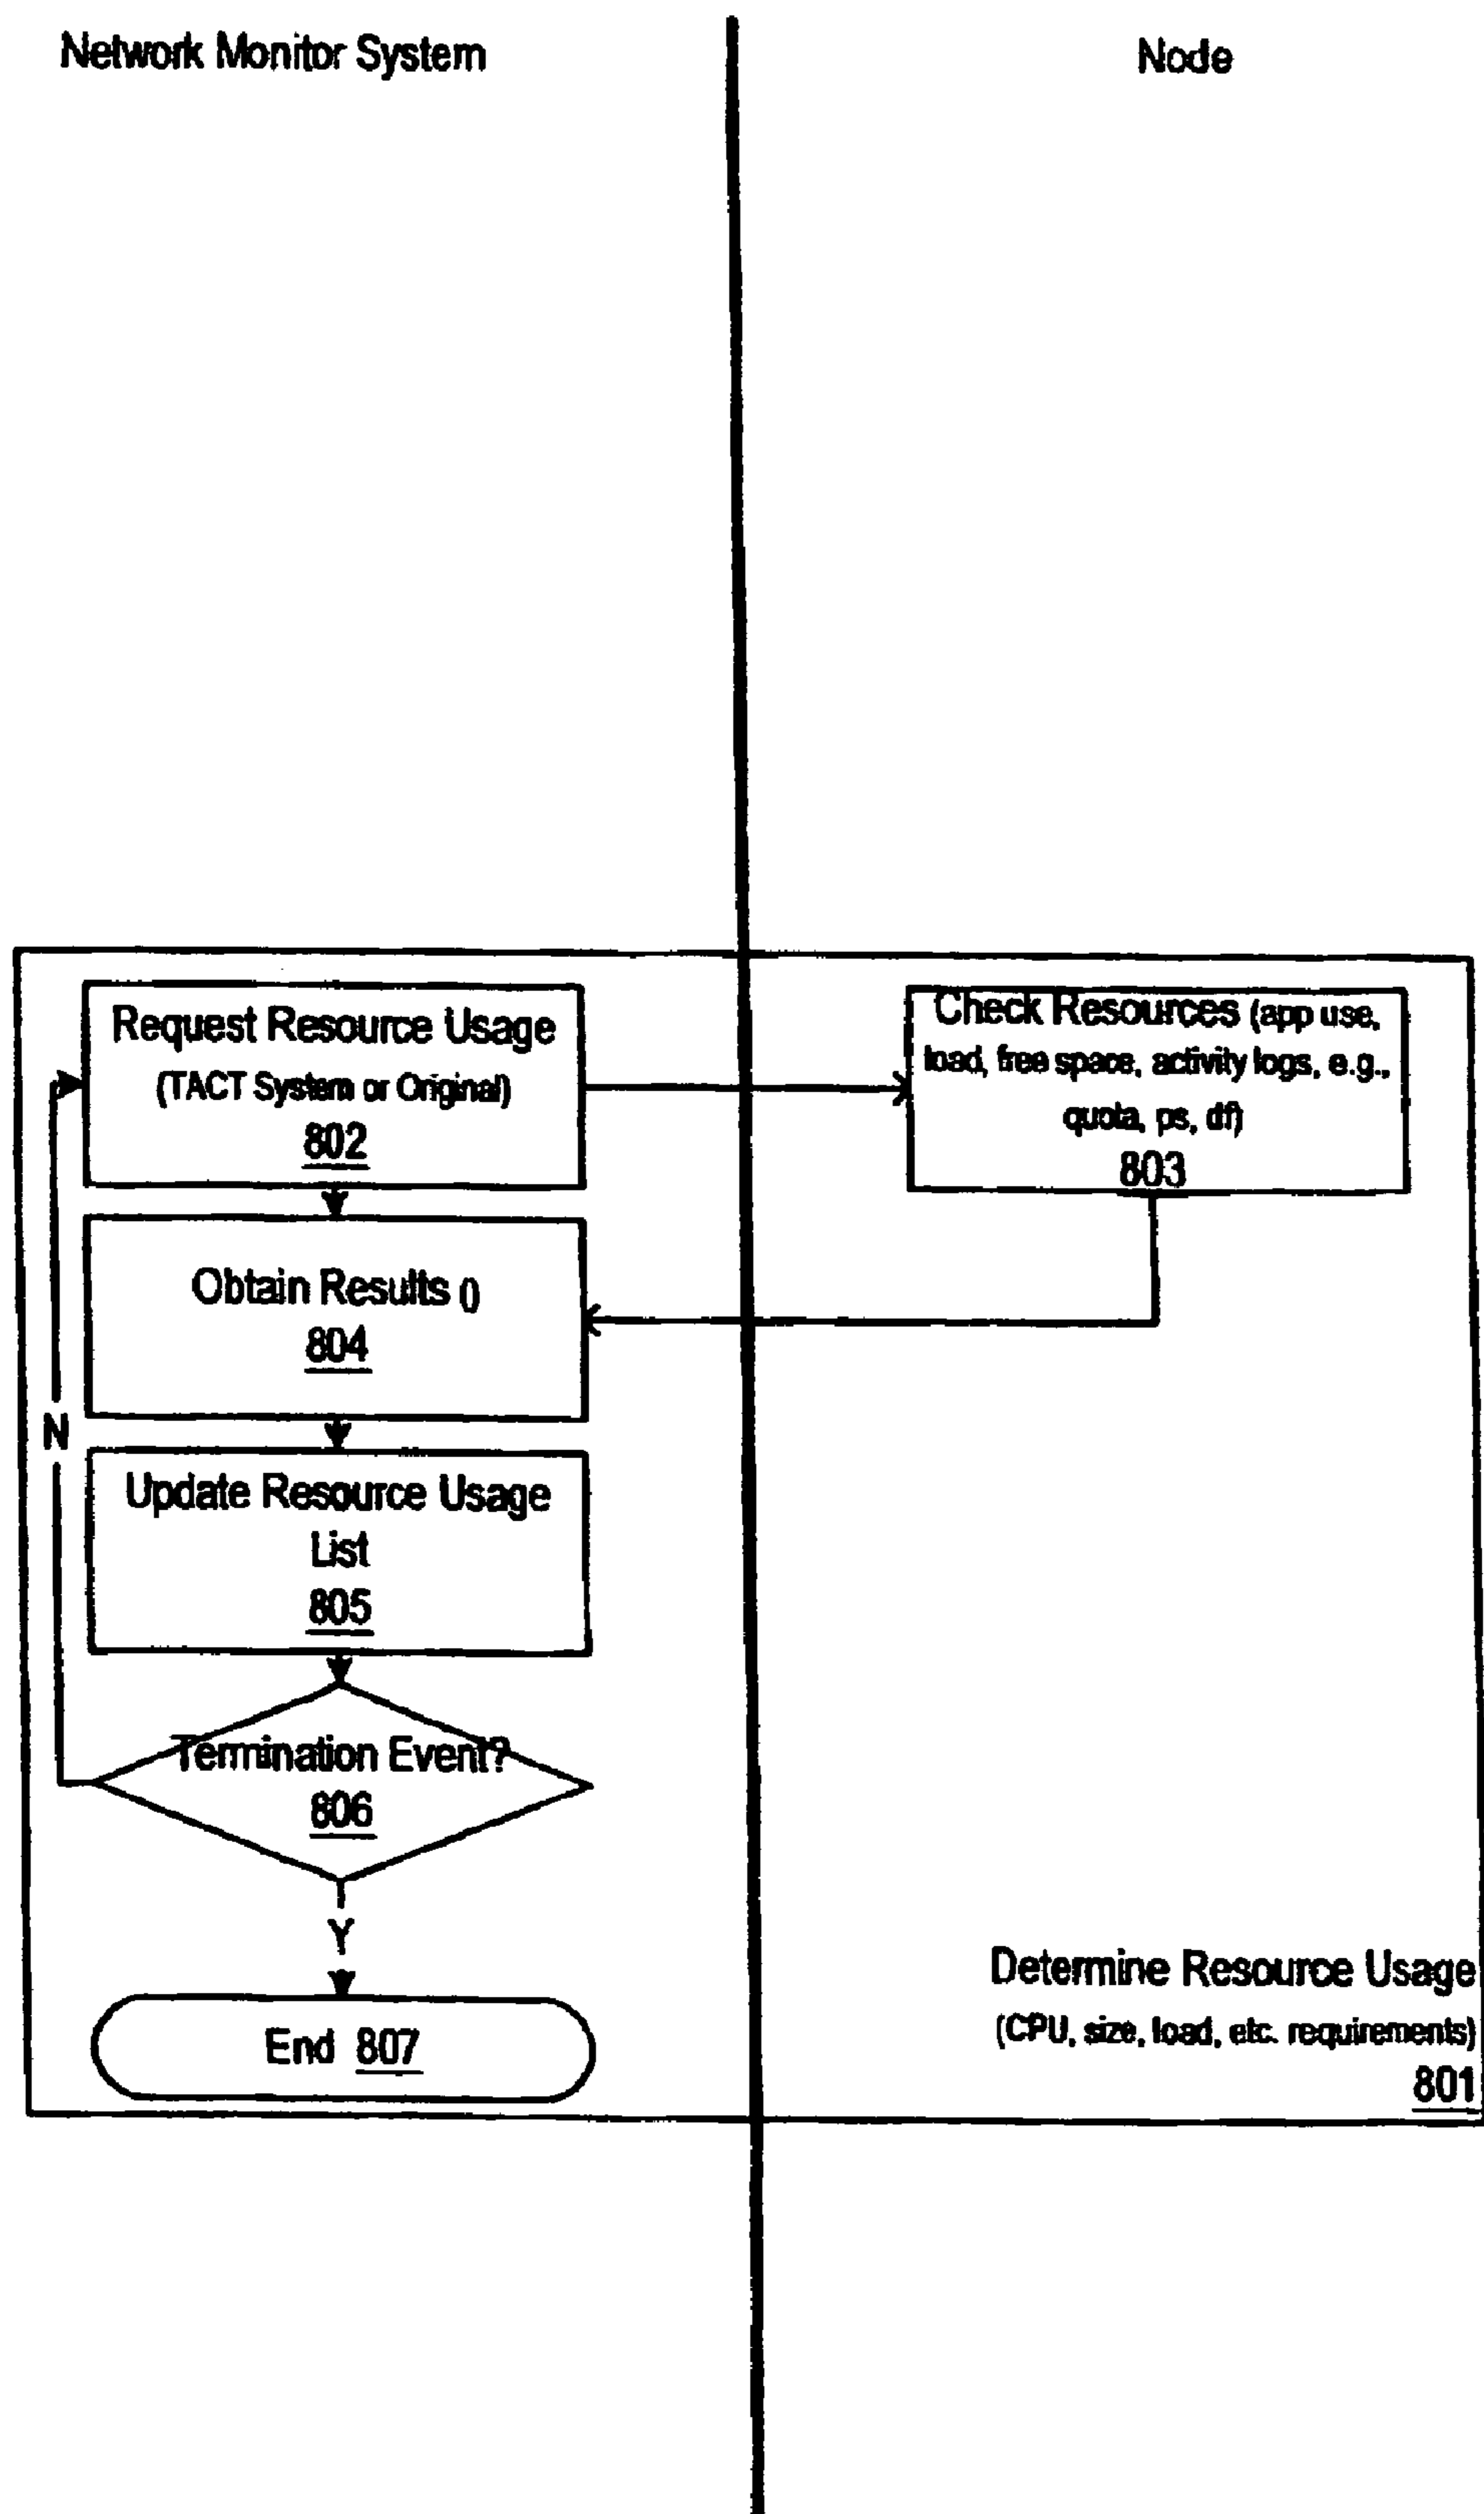 Network Monitor System
Node
Request Resource Usage
(TACT System or Original)
802
Check Resources (app use,
load, free space, activity logs, e.g.,
quota, ps, df)
803
Obtain Results ()
804
N
Update Resource Usage
List
805
Termination Event?
806
Y
End 807
Determine Resource Usage
(CPU, size, load, etc. requirements)
801